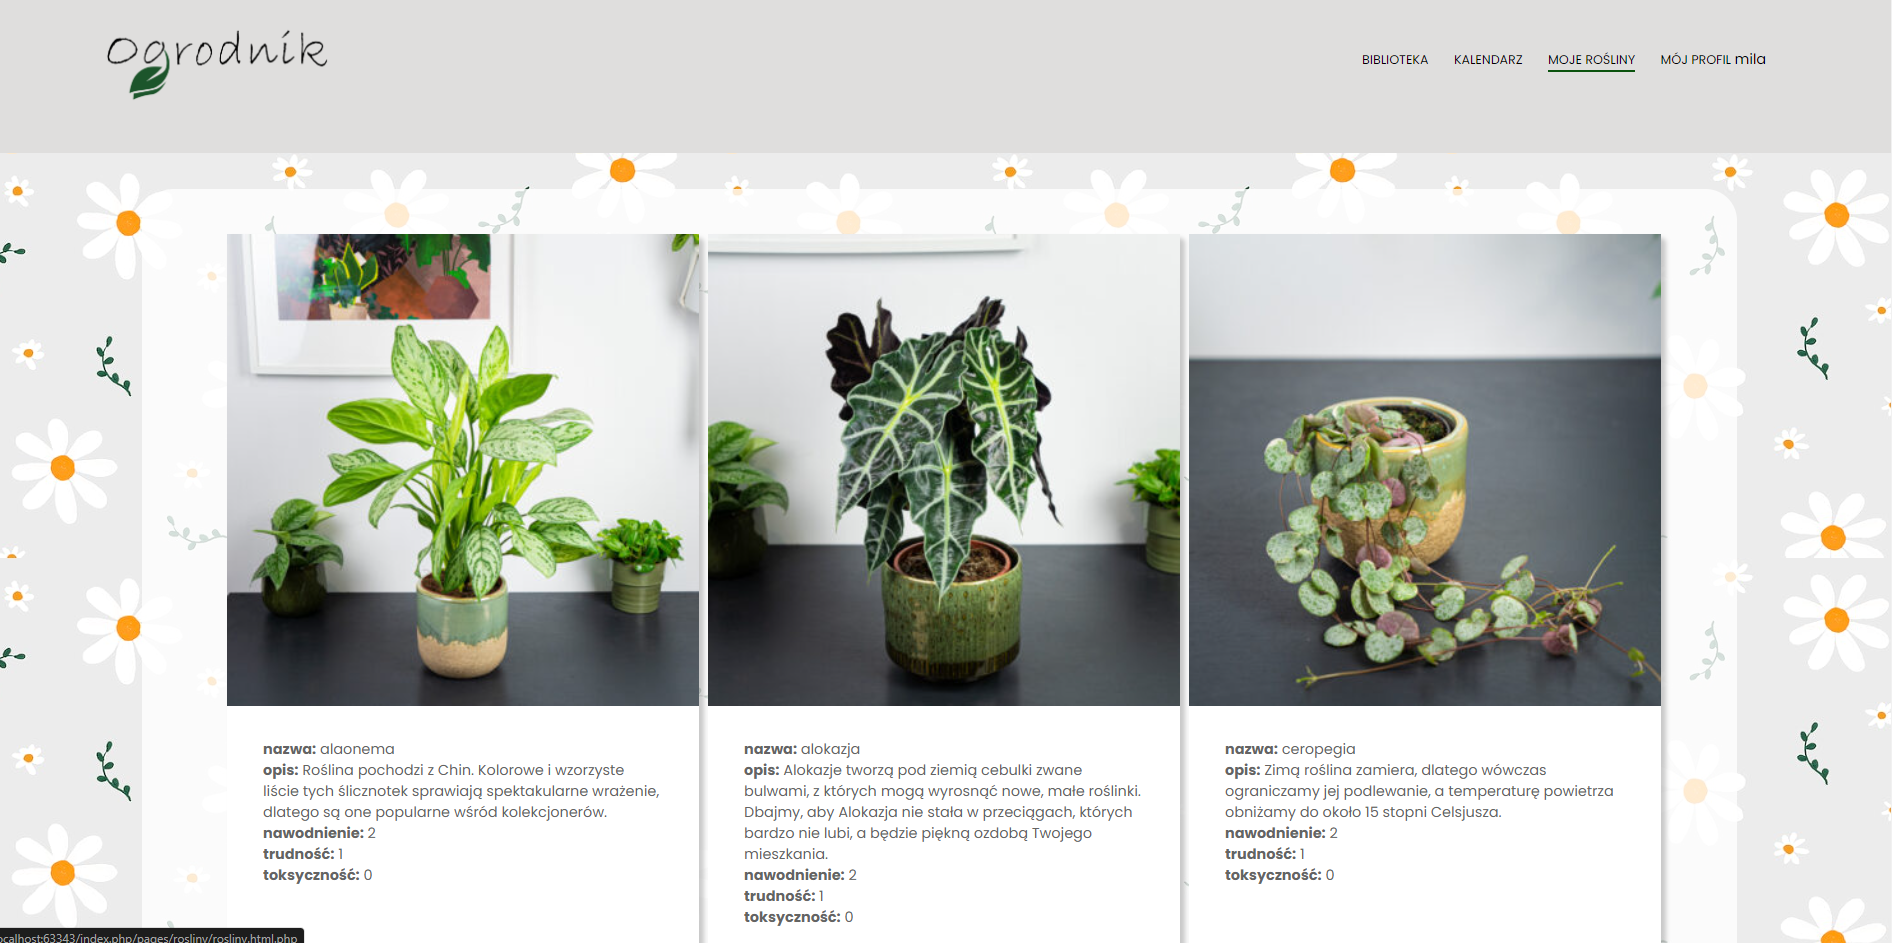 Ogrodnik
BIBLIOTEKA KALENDARZ MOJE ROŚLINY MÓJ PROFIL mila
nazwa: alaonema
opis: Roślina pochodzi z Chin. Kolorowe i wzorzyste
liście tych ślicznotek sprawiają spektakularne wrażenie,
dlatego są one popularne wśród kolekcjonerów.
nawodnienie: 2
trudność: 1
toksyczność: 0
nazwa: alokazja
opis: Alokazje tworzą pod ziemią cebulki zwane
bulwami, z których mogą wyrosnąć nowe, małe roślinki.
Dbajmy, aby Alokazja nie stała w przeciągach, których
bardzo nie lubi, a będzie piękną ozdobą Twojego
mieszkania.
nawodnienie: 2
trudność: 1
toksyczność: 0
nazwa: ceropegia
opis: Zimą roślina zamiera, dlatego wówczas
ograniczamy jej podlewanie, a temperaturę powietrza
obniżamy do około 15 stopni Celsjusza.
nawodnienie: 2
trudność: 1
toksyczność: 0
ocalhost:63343/index.php/pages/rosliny/rosliny.html.php